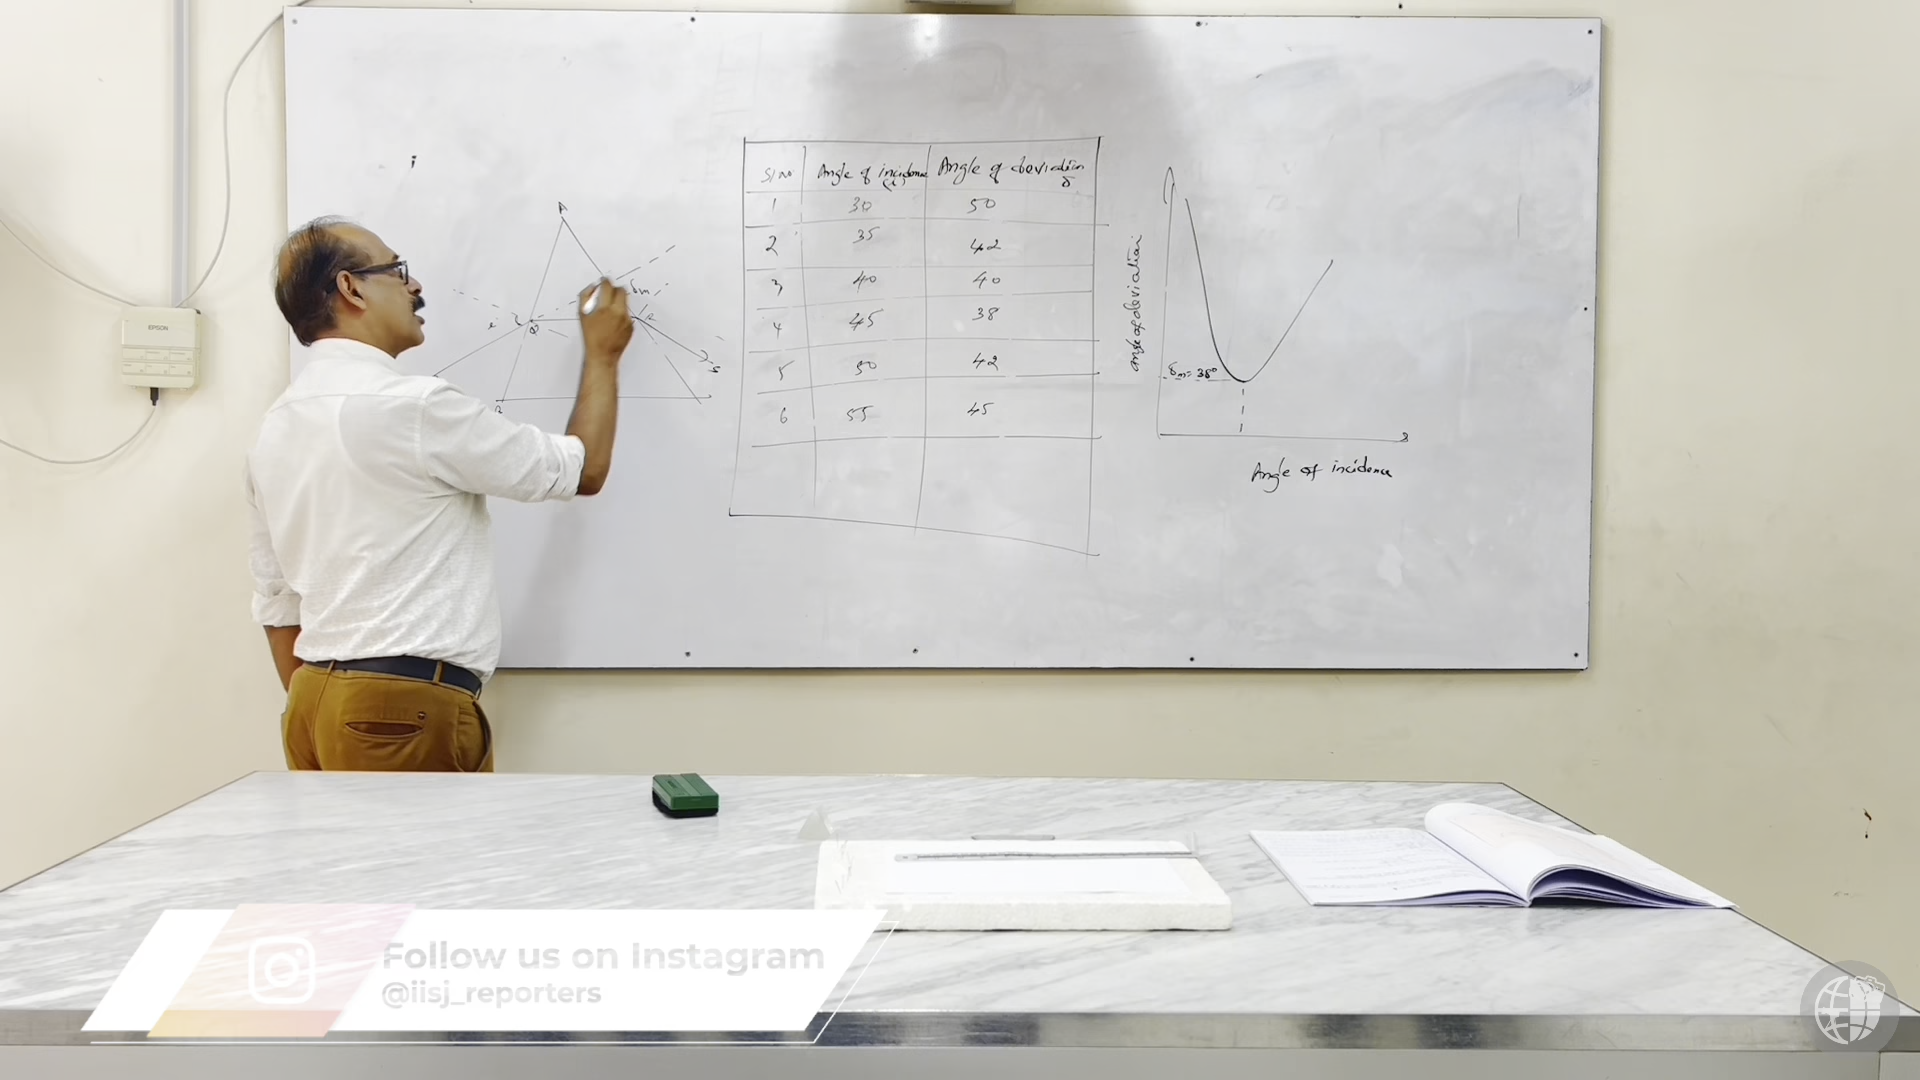 A
δm
Q
R
B
Sl no Angle of incidence (i) Angle of deviation δ
1 30 50
2 35 42
3 40 40
4 45 38
5 50 42
6 55 45
angle of deviation
δm = 38°
Angle of incidence
EPSON
Follow us on Instagram
@iisj_reporters